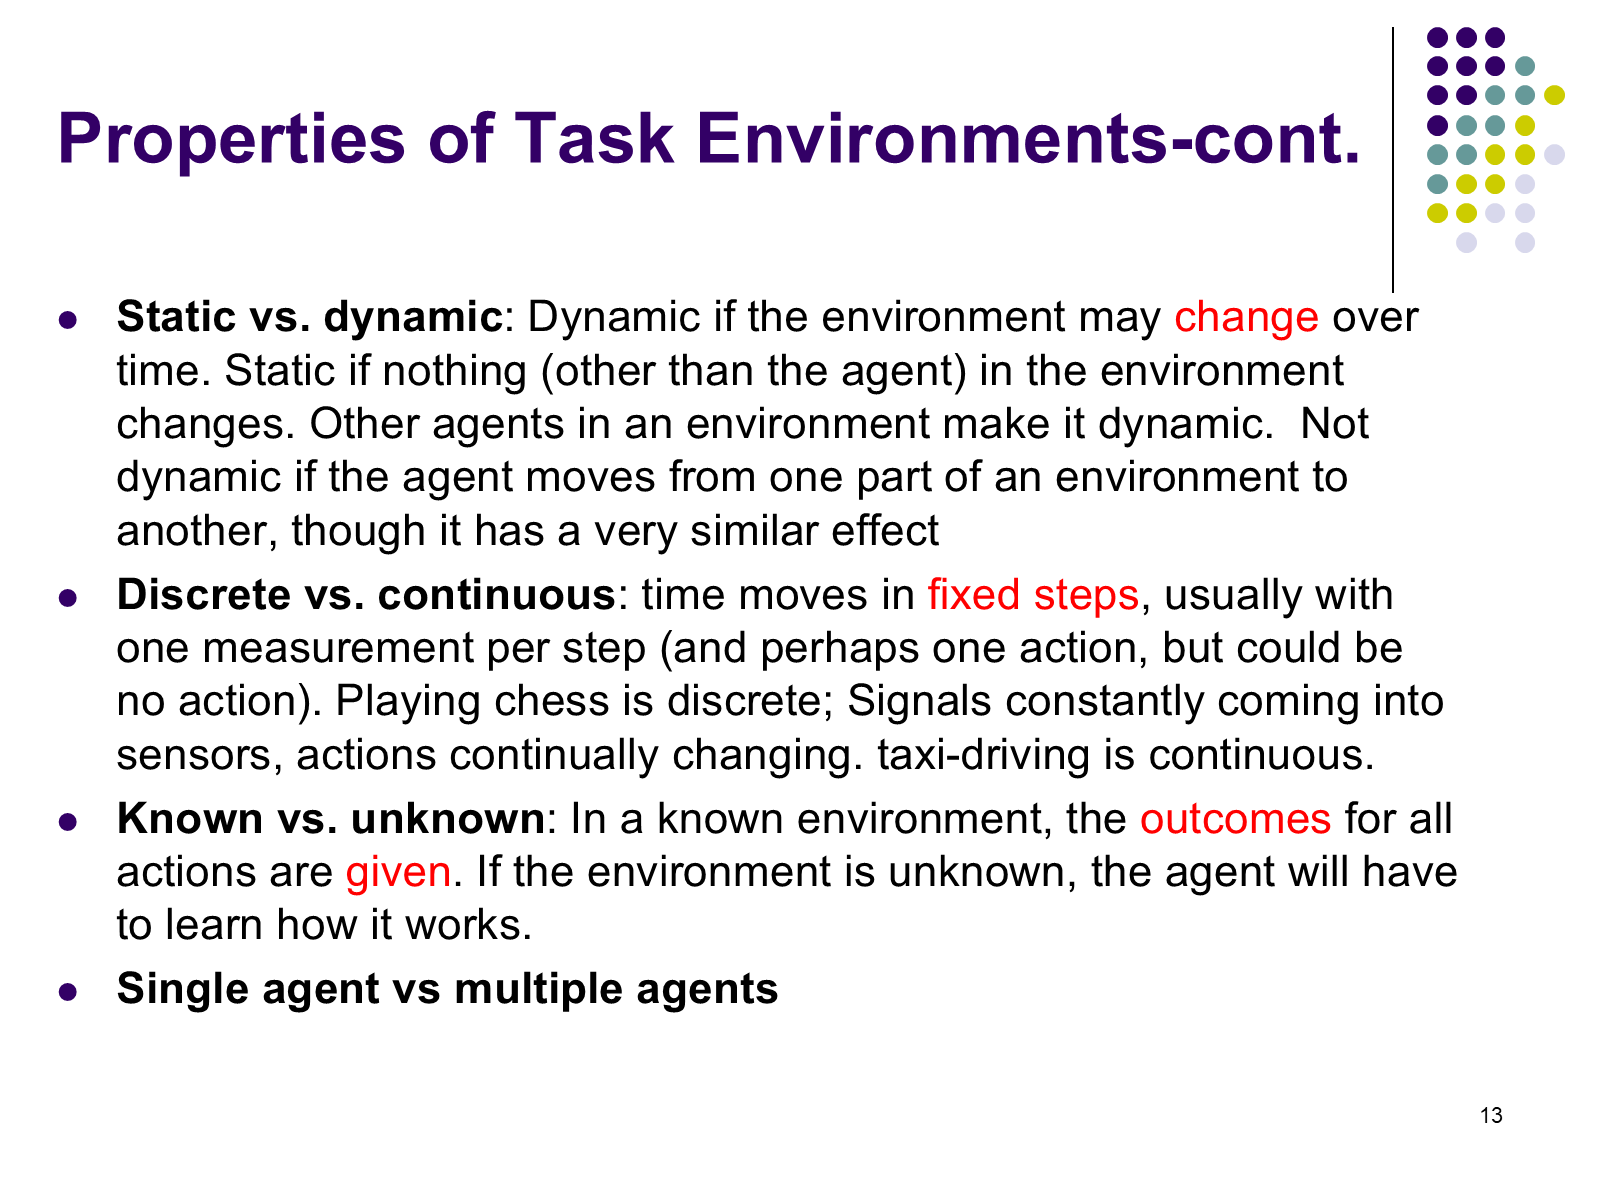 Properties of Task Environments-cont.
● Static vs. dynamic: Dynamic if the environment may change over
time. Static if nothing (other than the agent) in the environment
changes. Other agents in an environment make it dynamic.  Not
dynamic if the agent moves from one part of an environment to
another, though it has a very similar effect
● Discrete vs. continuous: time moves in fixed steps, usually with
one measurement per step (and perhaps one action, but could be
no action). Playing chess is discrete; Signals constantly coming into
sensors, actions continually changing. taxi-driving is continuous.
● Known vs. unknown: In a known environment, the outcomes for all
actions are given. If the environment is unknown, the agent will have
to learn how it works.
● Single agent vs multiple agents
13